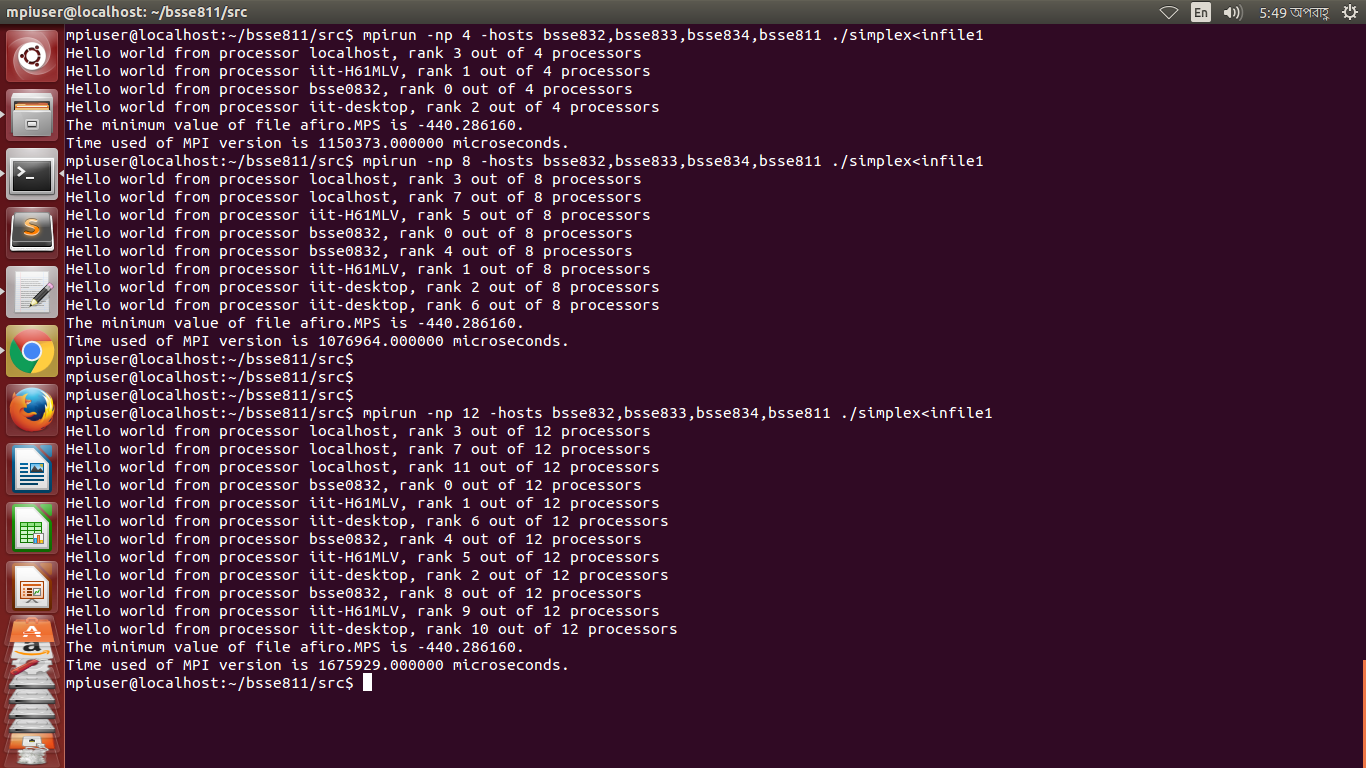 mpiuser@localhost: ~/bsse811/src
En
5:49 অপরাহ্ণ
mpiuser@localhost:~/bsse811/src$ mpirun -np 4 -hosts bsse832,bsse833,bsse834,bsse811 ./simplex<infile1
Hello world from processor localhost, rank 3 out of 4 processors
Hello world from processor iit-H61MLV, rank 1 out of 4 processors
Hello world from processor bsse0832, rank 0 out of 4 processors
Hello world from processor iit-desktop, rank 2 out of 4 processors
The minimum value of file afiro.MPS is -440.286160.
Time used of MPI version is 1150373.000000 microseconds.
mpiuser@localhost:~/bsse811/src$ mpirun -np 8 -hosts bsse832,bsse833,bsse834,bsse811 ./simplex<infile1
Hello world from processor localhost, rank 3 out of 8 processors
Hello world from processor localhost, rank 7 out of 8 processors
Hello world from processor iit-H61MLV, rank 5 out of 8 processors
Hello world from processor bsse0832, rank 0 out of 8 processors
Hello world from processor bsse0832, rank 4 out of 8 processors
Hello world from processor iit-H61MLV, rank 1 out of 8 processors
Hello world from processor iit-desktop, rank 2 out of 8 processors
Hello world from processor iit-desktop, rank 6 out of 8 processors
The minimum value of file afiro.MPS is -440.286160.
Time used of MPI version is 1076964.000000 microseconds.
mpiuser@localhost:~/bsse811/src$
mpiuser@localhost:~/bsse811/src$
mpiuser@localhost:~/bsse811/src$
mpiuser@localhost:~/bsse811/src$ mpirun -np 12 -hosts bsse832,bsse833,bsse834,bsse811 ./simplex<infile1
Hello world from processor localhost, rank 3 out of 12 processors
Hello world from processor localhost, rank 7 out of 12 processors
Hello world from processor localhost, rank 11 out of 12 processors
Hello world from processor bsse0832, rank 0 out of 12 processors
Hello world from processor iit-H61MLV, rank 1 out of 12 processors
Hello world from processor iit-desktop, rank 6 out of 12 processors
Hello world from processor bsse0832, rank 4 out of 12 processors
Hello world from processor iit-H61MLV, rank 5 out of 12 processors
Hello world from processor iit-desktop, rank 2 out of 12 processors
Hello world from processor bsse0832, rank 8 out of 12 processors
Hello world from processor iit-H61MLV, rank 9 out of 12 processors
Hello world from processor iit-desktop, rank 10 out of 12 processors
The minimum value of file afiro.MPS is -440.286160.
Time used of MPI version is 1675929.000000 microseconds.
mpiuser@localhost:~/bsse811/src$